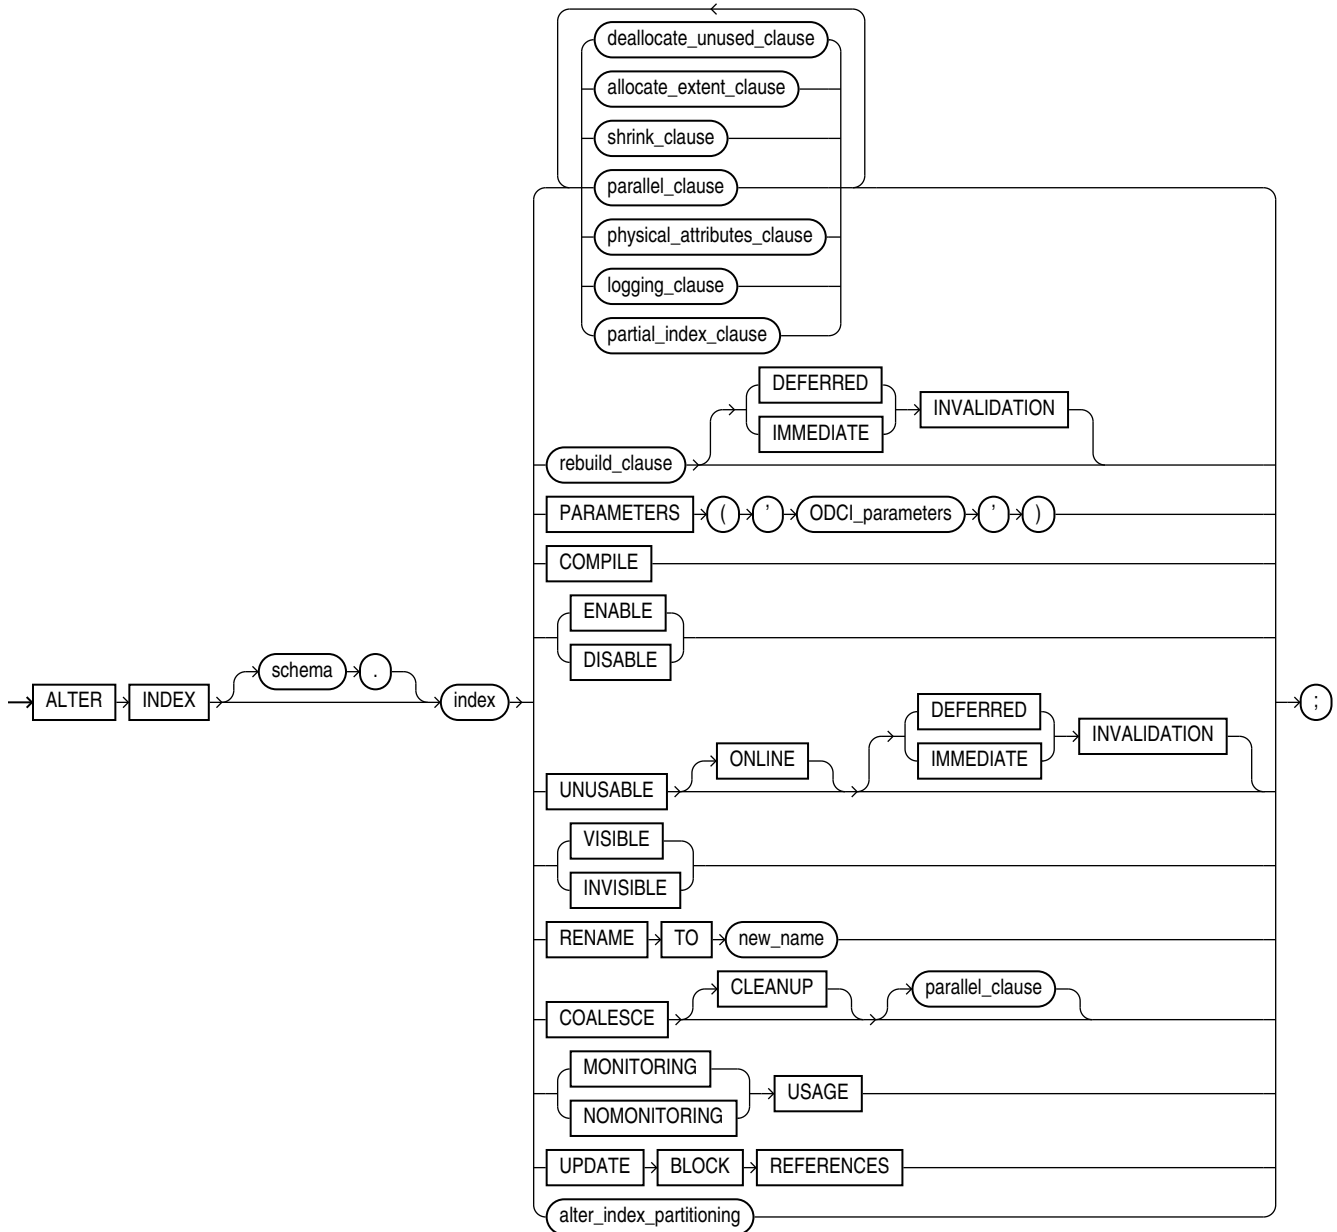 deallocate_unused_clause
allocate_extent_clause
shrink_clause
parallel_clause
physical_attributes_clause
logging_clause
partial_index_clause
DEFERRED
IMMEDIATE
INVALIDATION
rebuild_clause
PARAMETERS ( ' ODCI_parameters ' )
COMPILE
ENABLE
DISABLE
schema .
ALTER INDEX index ;
DEFERRED
IMMEDIATE
INVALIDATION
ONLINE
UNUSABLE
VISIBLE
INVISIBLE
RENAME TO new_name
CLEANUP parallel_clause
COALESCE
MONITORING
NOMONITORING
USAGE
UPDATE BLOCK REFERENCES
alter_index_partitioning